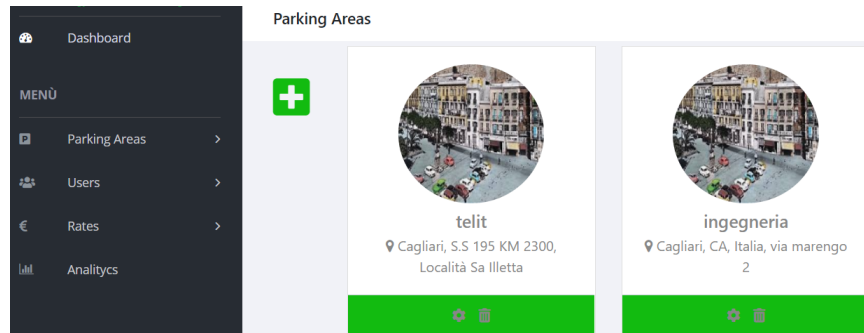 Parking Areas
Dashboard
MENÙ
Parking Areas
Users
Rates
Analitycs
telit
Cagliari, S.S 195 KM 2300,
Località Sa Illetta
ingegneria
Cagliari, CA, Italia, via marengo
2